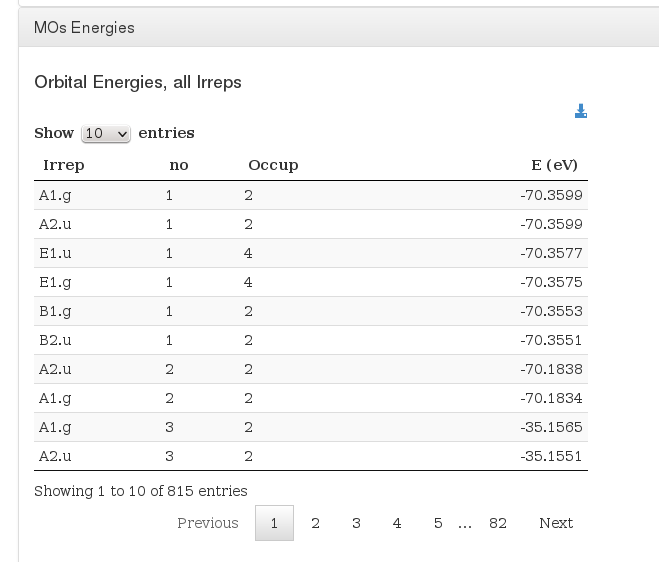 MOs Energies
Orbital Energies, all Irreps
Show 10 entries
Irrep no Occup E (eV)
A1.g 1 2 -70.3599
A2.u 1 2 -70.3599
E1.u 1 4 -70.3577
E1.g 1 4 -70.3575
B1.g 1 2 -70.3553
B2.u 1 2 -70.3551
A2.u 2 2 -70.1838
A1.g 2 2 -70.1834
A1.g 3 2 -35.1565
A2.u 3 2 -35.1551
Showing 1 to 10 of 815 entries
Previous 1 2 3 4 5 ... 82 Next